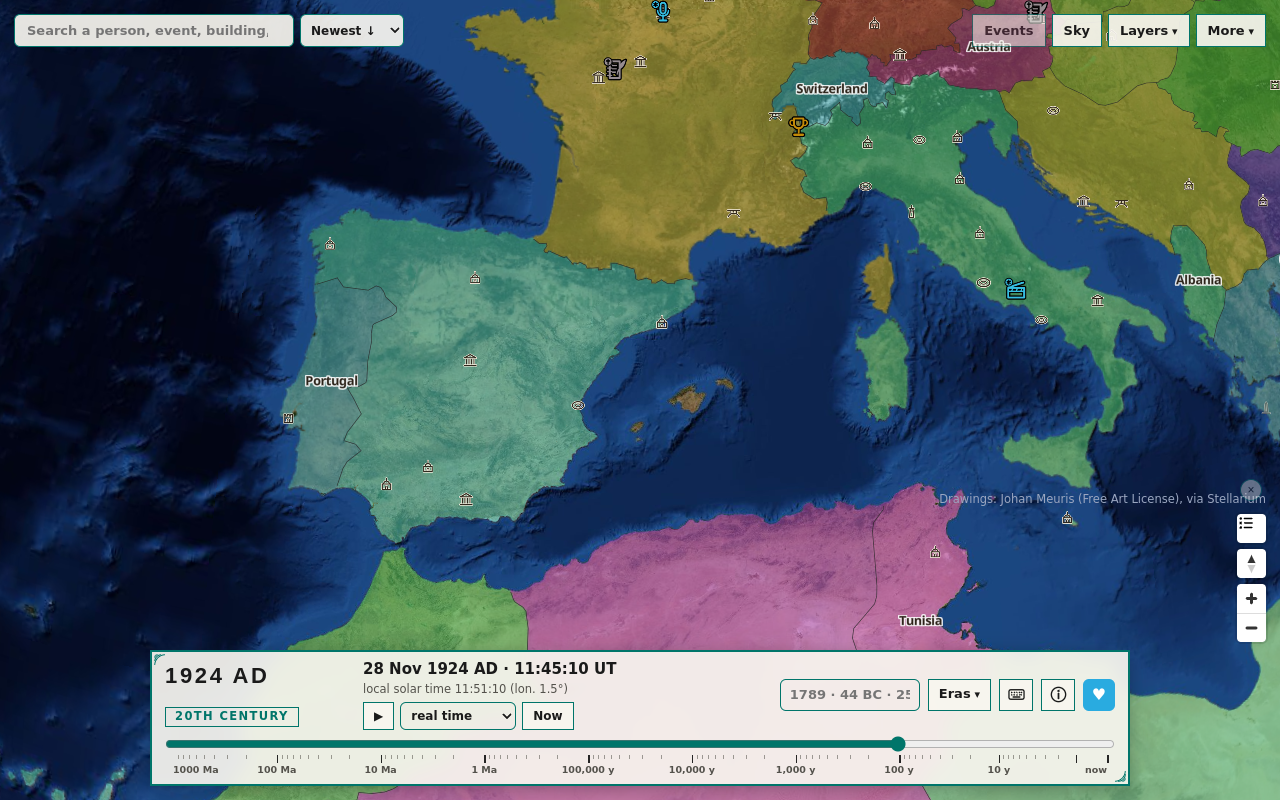 Search a person, event, building,
Newest ↓
Events
Sky
Layers ▾
More ▾
Austria
Switzerland
Albania
Portugal
Drawings: Johan Meuris (Free Art License), via Stellarium
Tunisia
1924 AD
20TH CENTURY
28 Nov 1924 AD · 11:45:10 UT
local solar time 11:51:10 (lon. 1.5°)
▶
real time
Now
1789 · 44 BC · 25
Eras ▾
1000 Ma
100 Ma
10 Ma
1 Ma
100,000 y
10,000 y
1,000 y
100 y
10 y
now